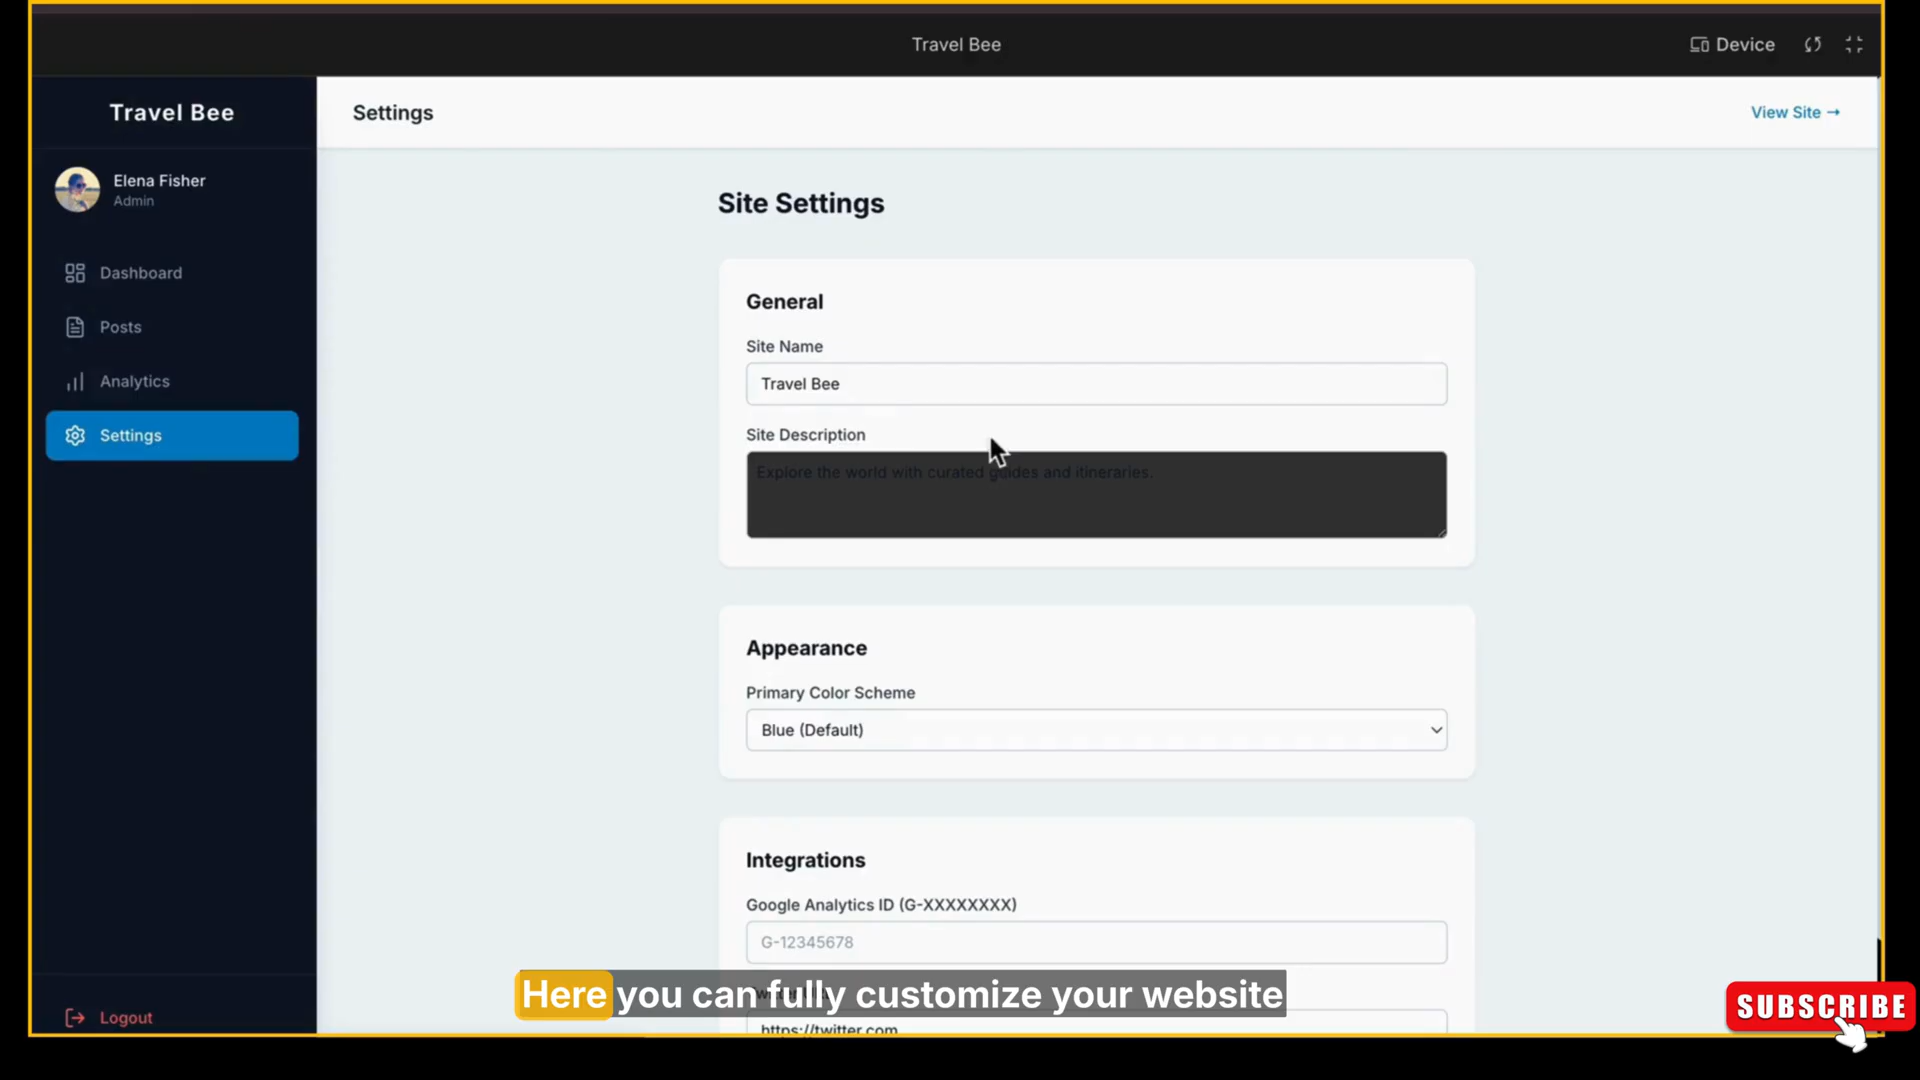 Travel Bee
Device
Travel Bee
Settings
View Site →
Elena Fisher
Admin
Dashboard
Posts
Analytics
Settings
Logout
Site Settings
General
Site Name
Travel Bee
Site Description
Explore the world with curated guides and itineraries.
Appearance
Primary Color Scheme
Blue (Default)
Integrations
Google Analytics ID (G-XXXXXXXX)
G-12345678
https://twitter.com
Here you can fully customize your website
SUBSCRIBE